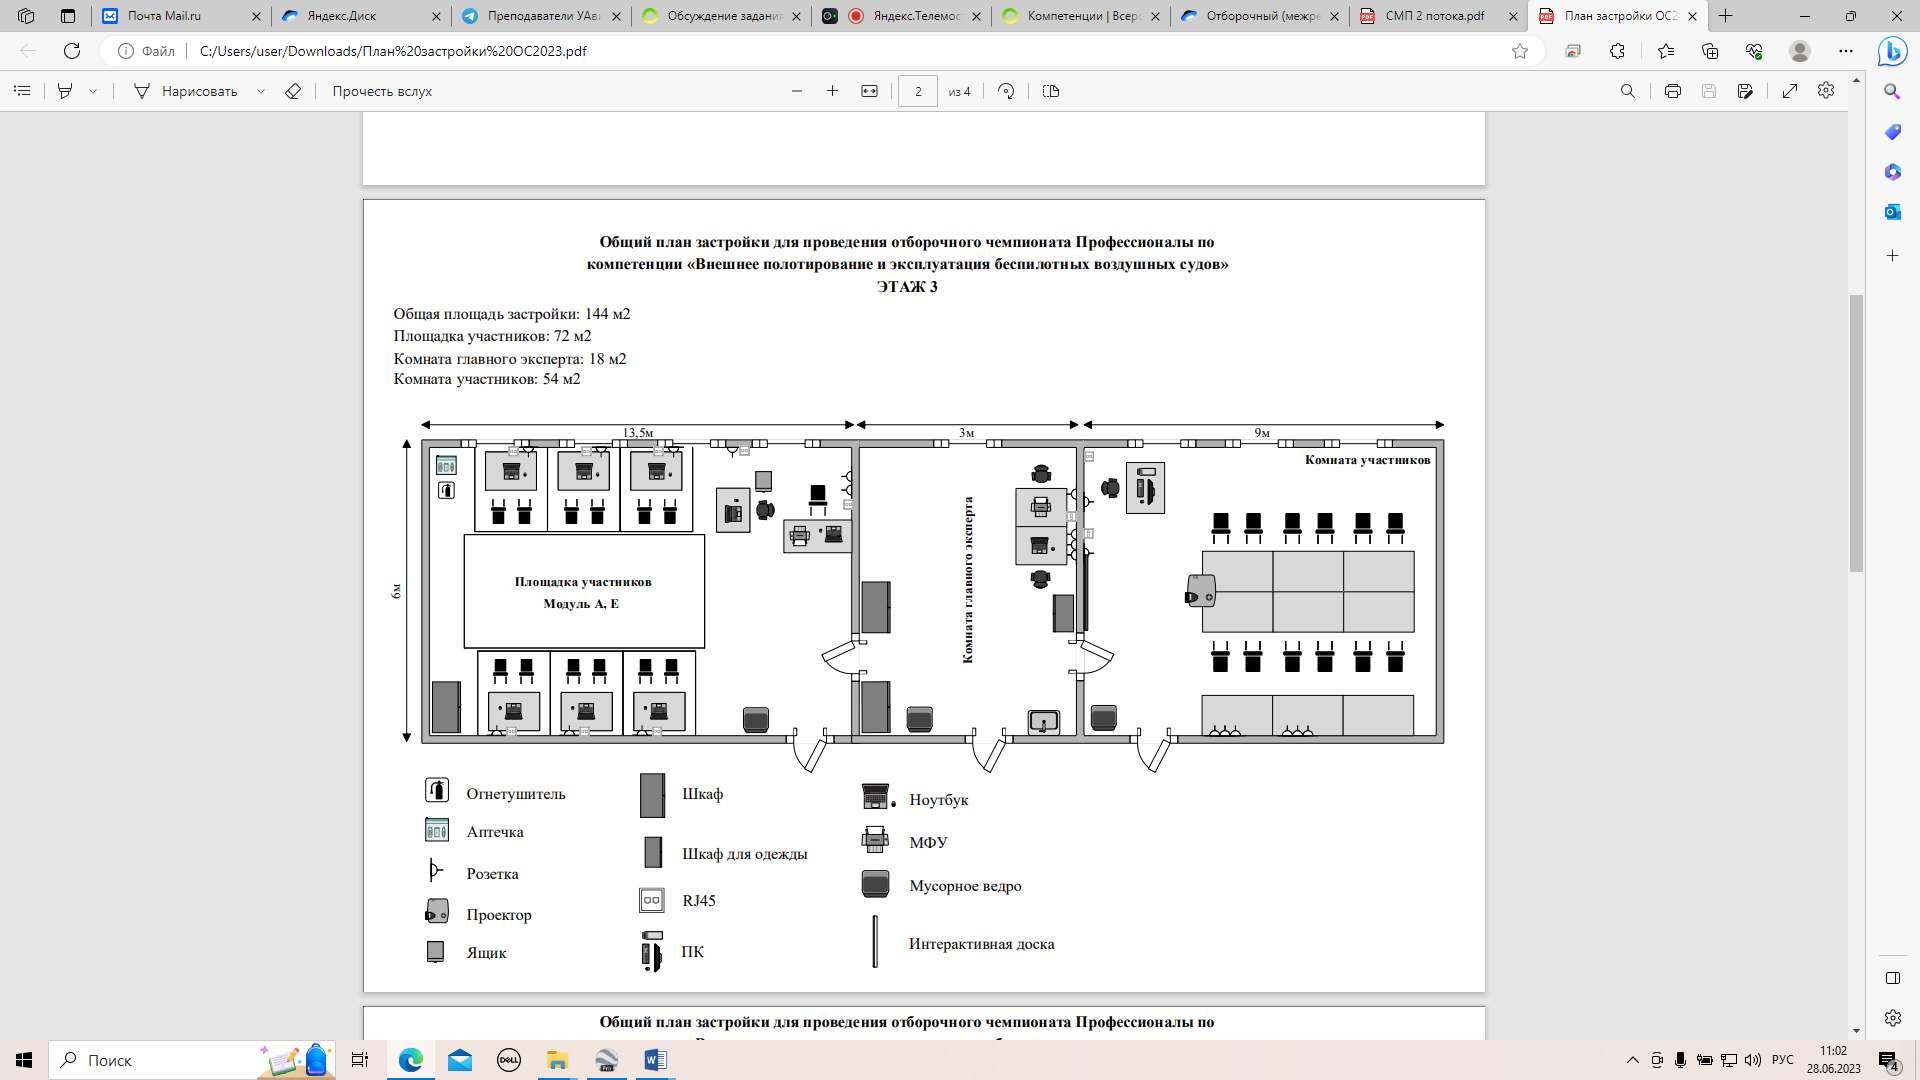 Почта Mail.ru
Яндекс.Диск
Преподаватели УАви
Обсуждение задани
Яндекс.Телемос
Компетенции | Всерс
Отборочный (межре
СМП 2 потока.pdf
План застройки ОС2
Файл
C:/Users/user/Downloads/План%20застройки%20ОС2023.pdf
Нарисовать
Прочесть вслух
2
из 4
Общий план застройки для проведения отборочного чемпионата Профессионалы по
компетенции «Внешнее полотирование и эксплуатация беспилотных воздушных судов»
ЭТАЖ 3
Общая площадь застройки: 144 м2
Площадка участников: 72 м2
Комната главного эксперта: 18 м2
Комната участников: 54 м2
13,5м
3м
9м
6м
Комната участников
Комната главного эксперта
Площадка участников
Модуль А, Е
Огнетушитель
Аптечка
Розетка
Проектор
Ящик
Шкаф
Шкаф для одежды
RJ45
ПК
Ноутбук
МФУ
Мусорное ведро
Интерактивная доска
Общий план застройки для проведения отборочного чемпионата Профессионалы по
Поиск
DELL
Pro
РУС
11:02
28.06.2023
4